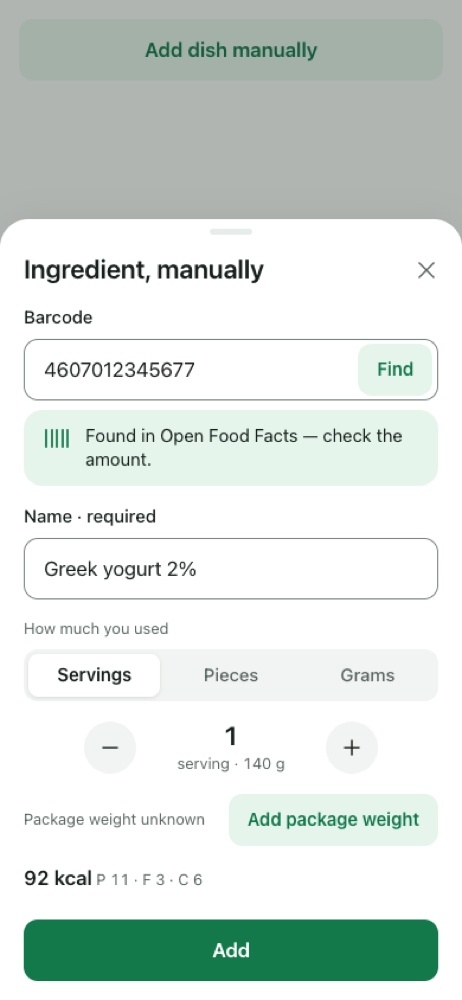 Add dish manually
Ingredient, manually
Barcode
4607012345677
Find
Found in Open Food Facts — check the
amount.
Name · required
Greek yogurt 2%
How much you used
Servings
Pieces
Grams
1
serving · 140 g
Package weight unknown
Add package weight
92 kcal P 11 · F 3 · C 6
Add